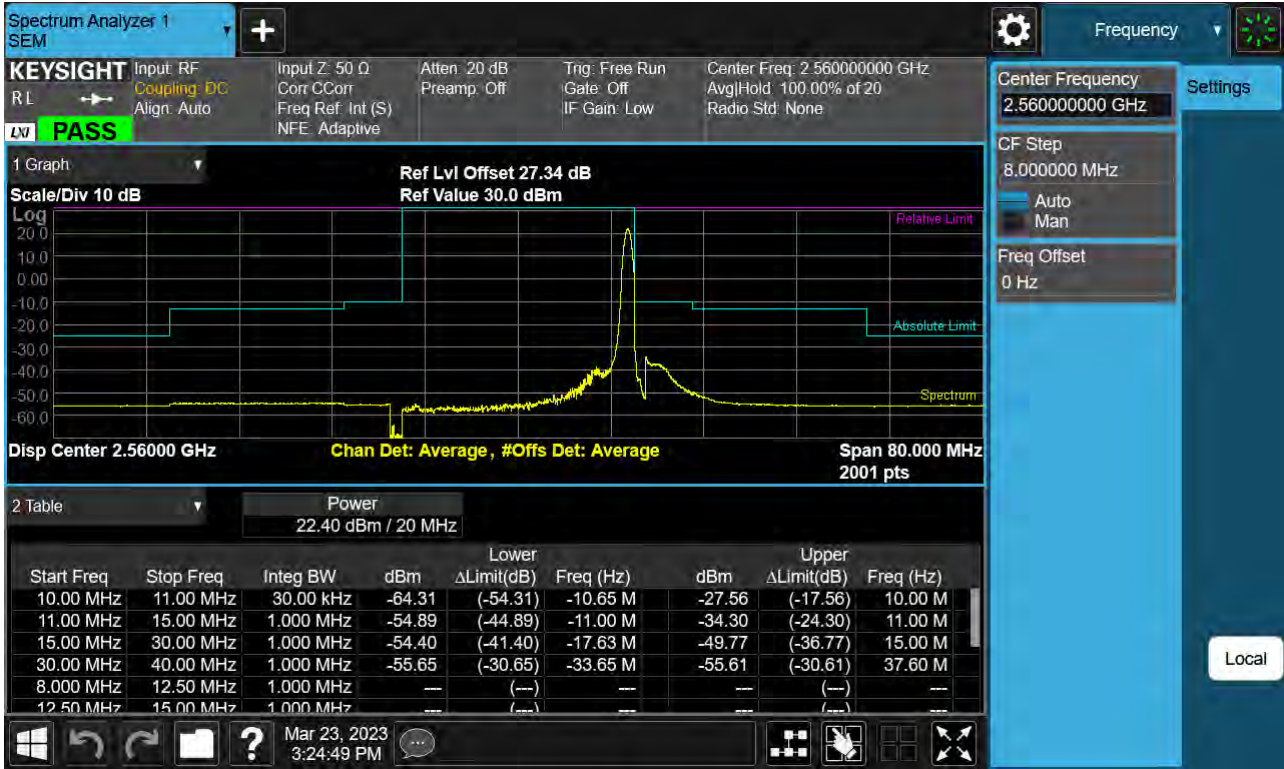 Spectrum Analyzer 1
SEM
Frequency
KEYSIGHT
RL
LXI
PASS
Input: RF
Coupling: DC
Align: Auto
Input Z: 50 Ω
Corr CCorr
Freq Ref: Int (S)
NFE: Adaptive
Atten: 20 dB
Preamp: Off
Trig: Free Run
Gate: Off
IF Gain: Low
Center Freq: 2.560000000 GHz
Avg|Hold: 100.00% of 20
Radio Std: None
Center Frequency
2.560000000 GHz
Settings
CF Step
8.000000 MHz
Auto
Man
Freq Offset
0 Hz
Local
1 Graph
Scale/Div 10 dB
Ref Lvl Offset 27.34 dB
Ref Value 30.0 dBm
Log
20.0
10.0
0.00
-10.0
-20.0
-30.0
-40.0
-50.0
-60.0
Relative Limit
Absolute Limit
Spectrum
Disp Center 2.56000 GHz
Chan Det: Average, #Offs Det: Average
Span 80.000 MHz
2001 pts
2 Table
Power
22.40 dBm / 20 MHz
Lower Upper
Start Freq Stop Freq Integ BW dBm ΔLimit(dB) Freq (Hz) dBm ΔLimit(dB) Freq (Hz)
10.00 MHz 11.00 MHz 30.00 kHz -64.31 (-54.31) -10.65 M -27.56 (-17.56) 10.00 M
11.00 MHz 15.00 MHz 1.000 MHz -54.89 (-44.89) -11.00 M -34.30 (-24.30) 11.00 M
15.00 MHz 30.00 MHz 1.000 MHz -54.40 (-41.40) -17.63 M -49.77 (-36.77) 15.00 M
30.00 MHz 40.00 MHz 1.000 MHz -55.65 (-30.65) -33.65 M -55.61 (-30.61) 37.60 M
8.000 MHz 12.50 MHz 1.000 MHz --- (---) --- --- (---) ---
12.50 MHz 15.00 MHz 1.000 MHz --- (---) --- --- (---) ---
Mar 23, 2023
3:24:49 PM